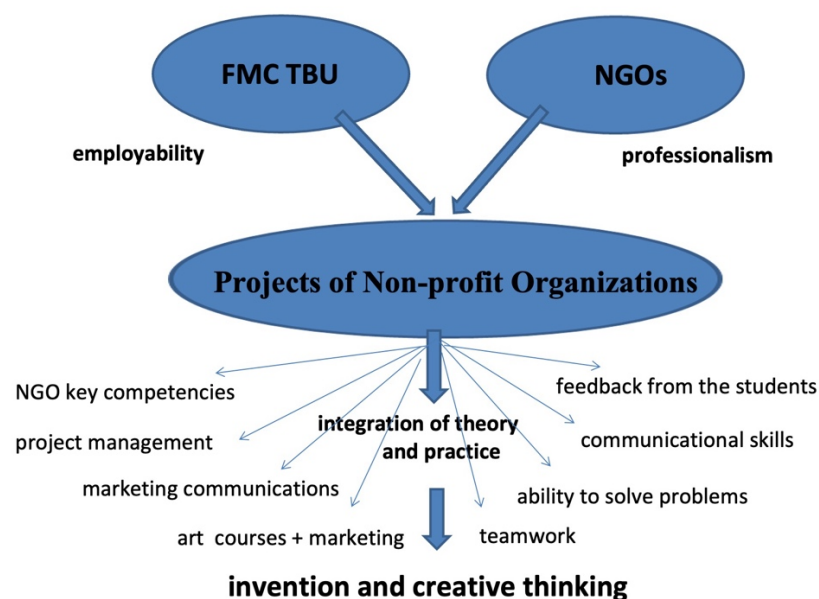 FMC TBU
NGOs
employability
professionalism
Projects of Non-profit Organizations
NGO key competencies
feedback from the students
integration of theory
and practice
project management
communicational skills
marketing communications
ability to solve problems
art courses + marketing
teamwork
invention and creative thinking